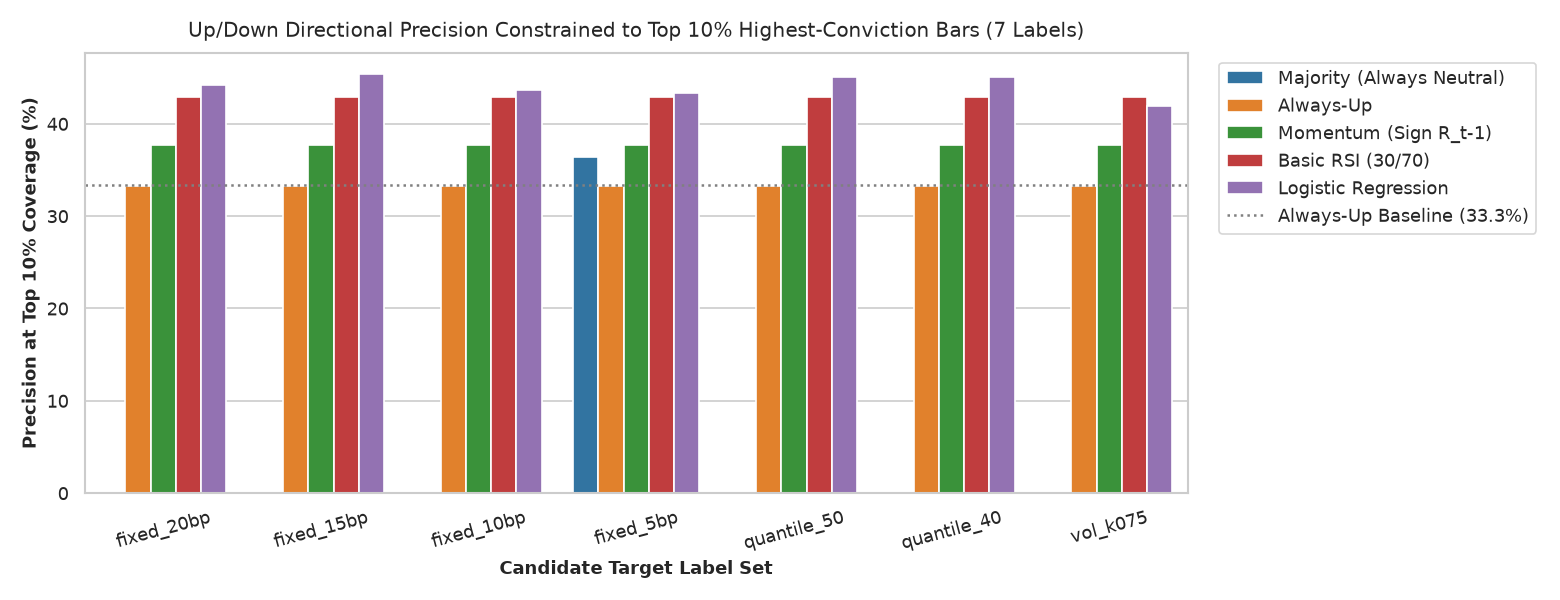 Up/Down Directional Precision Constrained to Top 10% Highest-Conviction Bars (7 Labels)
Precision at Top 10% Coverage (%)
40
30
20
10
0
fixed_20bp
fixed_15bp
fixed_10bp
fixed_5bp
quantile_50
quantile_40
vol_k075
Candidate Target Label Set
Majority (Always Neutral)
Always-Up
Momentum (Sign R_t-1)
Basic RSI (30/70)
Logistic Regression
Always-Up Baseline (33.3%)